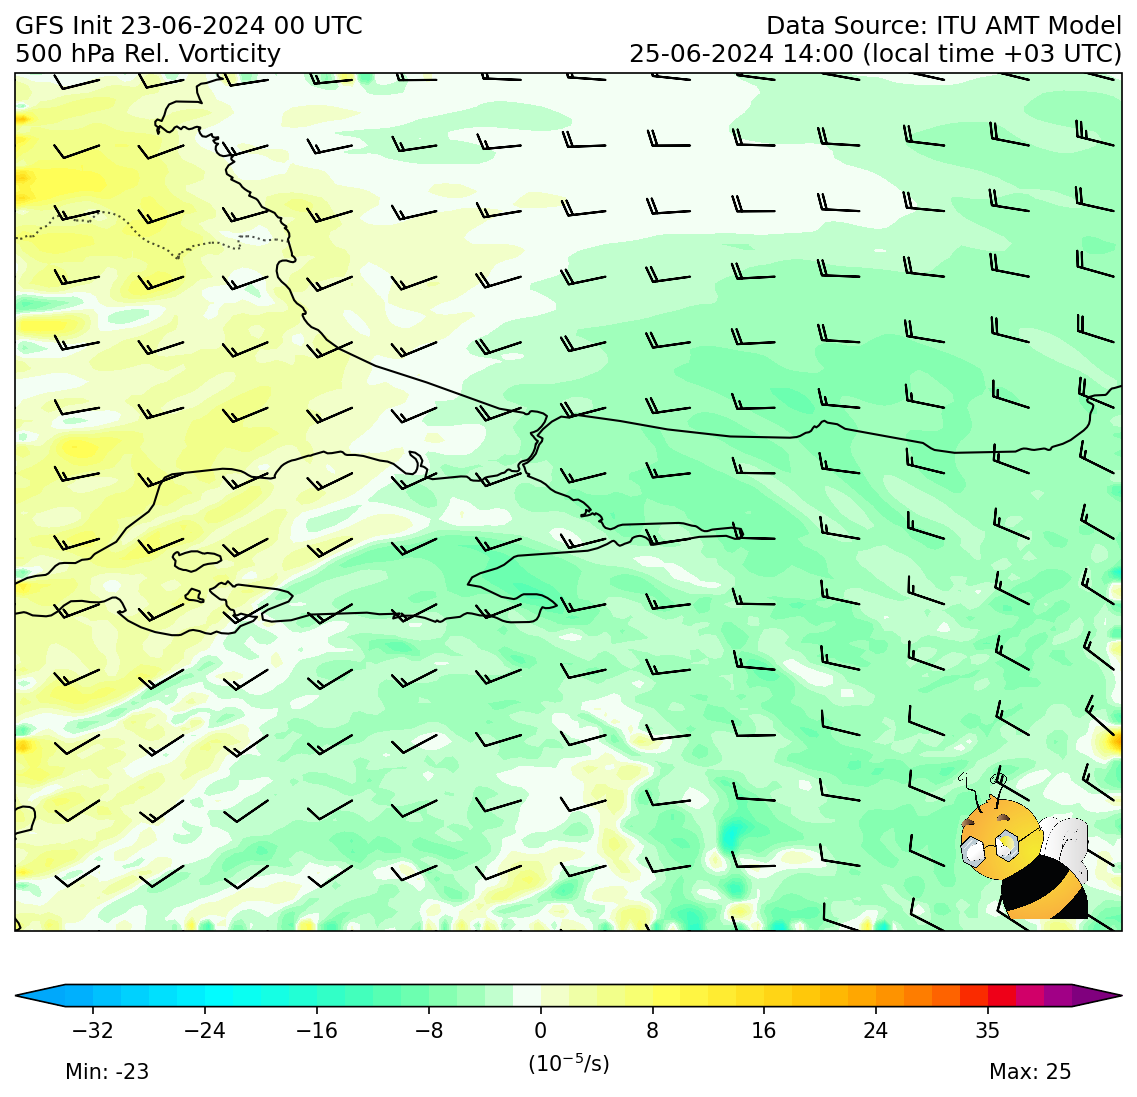 GFS Init 23-06-2024 00 UTC
Data Source: ITU AMT Model
500 hPa Rel. Vorticity
25-06-2024 14:00 (local time +03 UTC)
−32 −24 −16 −8 0 8 16 24 35
(10⁻⁵/s)
Min: -23
Max: 25